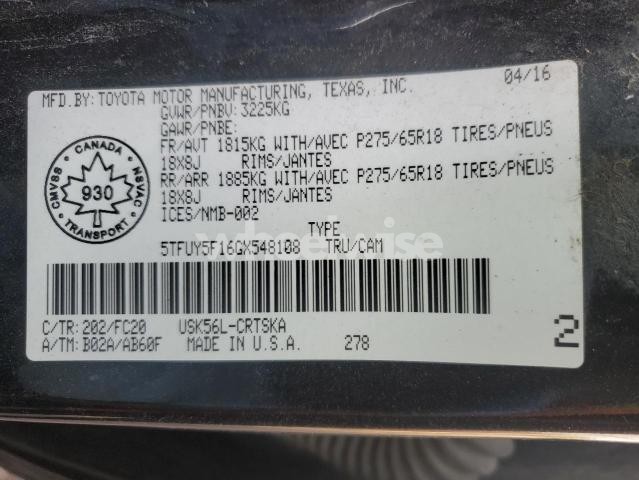 MFD.BY: TOYOTA MOTOR MANUFACTURING, TEXAS, INC. 04/16
GVWR/PNBV: 3225KG
GAWR/PNBE:
FR/AVT 1815KG WITH/AVEC P275/65R18 TIRES/PNEUS
18X8J RIMS/JANTES
RR/ARR 1885KG WITH/AVEC P275/65R18 TIRES/PNEUS
18X8J RIMS/JANTES
ICES/NMB-002
TYPE
5TFUY5F16GX548108 TRU/CAM
CMVSS CANADA NSVAC
930
TRANSPORT
wheelwise
C/TR: 202/FC20 USK56L-CRTSKA
A/TM: B02A/AB60F MADE IN U.S.A. 278
2